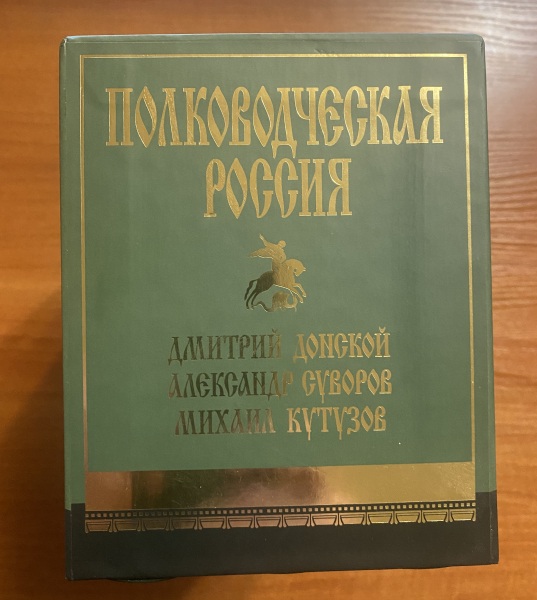 ПОЛКОВОДЧЕСКАЯ
РОССИЯ
ДМИТРИЙ ДОНСКОЙ
АЛЕКСАНДР СУВОРОВ
МИХАИЛ КУТУЗОВ